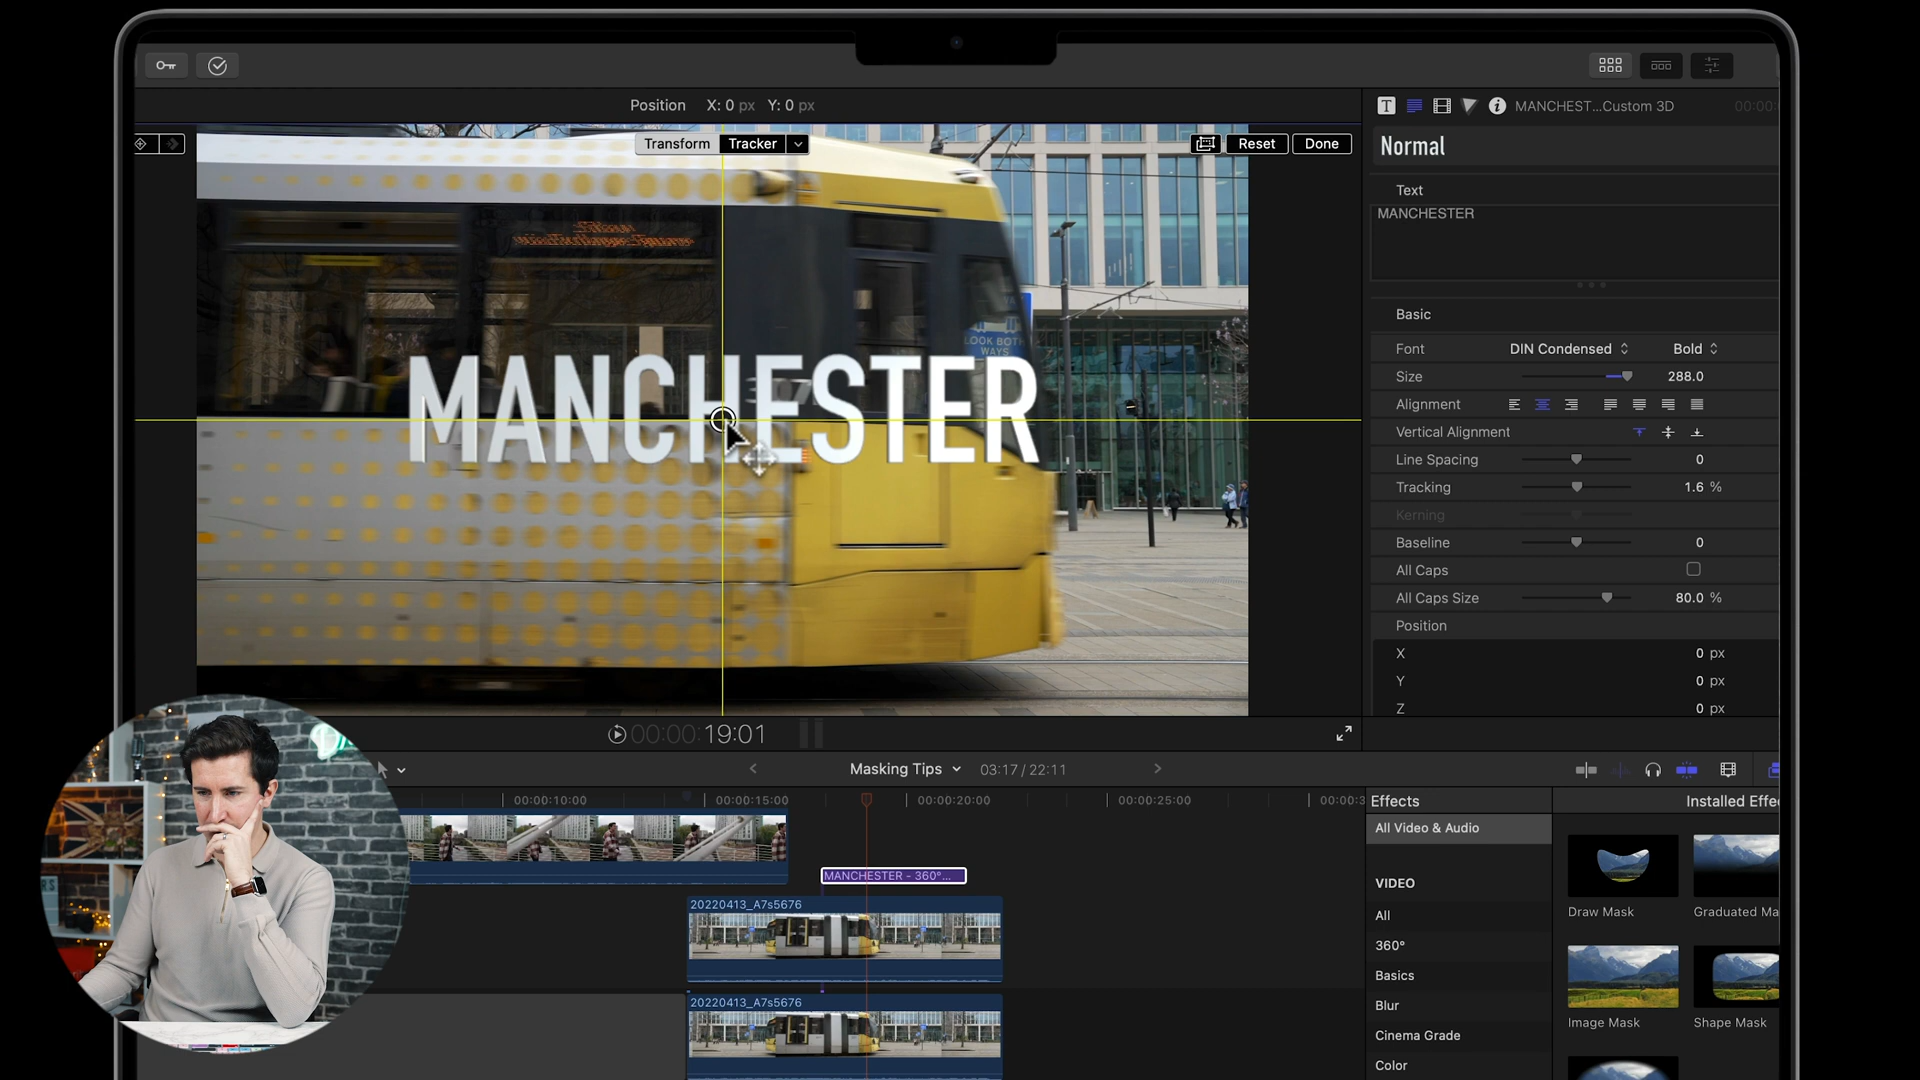 Position X: 0 px Y: 0 px
MANCHEST...Custom 3D
Transform Tracker
Reset Done
Normal
Text
MANCHESTER
LOOK BOTH
WAYS
MANCHESTER
Basic
Font DIN Condensed Bold
Size 288.0
Alignment
Vertical Alignment
Line Spacing 0
Tracking 1.6 %
Kerning
Baseline 0
All Caps
All Caps Size 80.0 %
Position
X 0 px
Y 0 px
Z 0 px
00:00:19:01
Masking Tips 03:17 / 22:11
00:00:10:00 00:00:15:00 00:00:20:00 00:00:25:00 00:00:3
MANCHESTER - 360°...
20220413_A7s5676
20220413_A7s5676
Effects Installed Effe
All Video & Audio
VIDEO
All
360°
Basics
Blur
Cinema Grade
Color
Draw Mask Graduated Ma
Image Mask Shape Mask